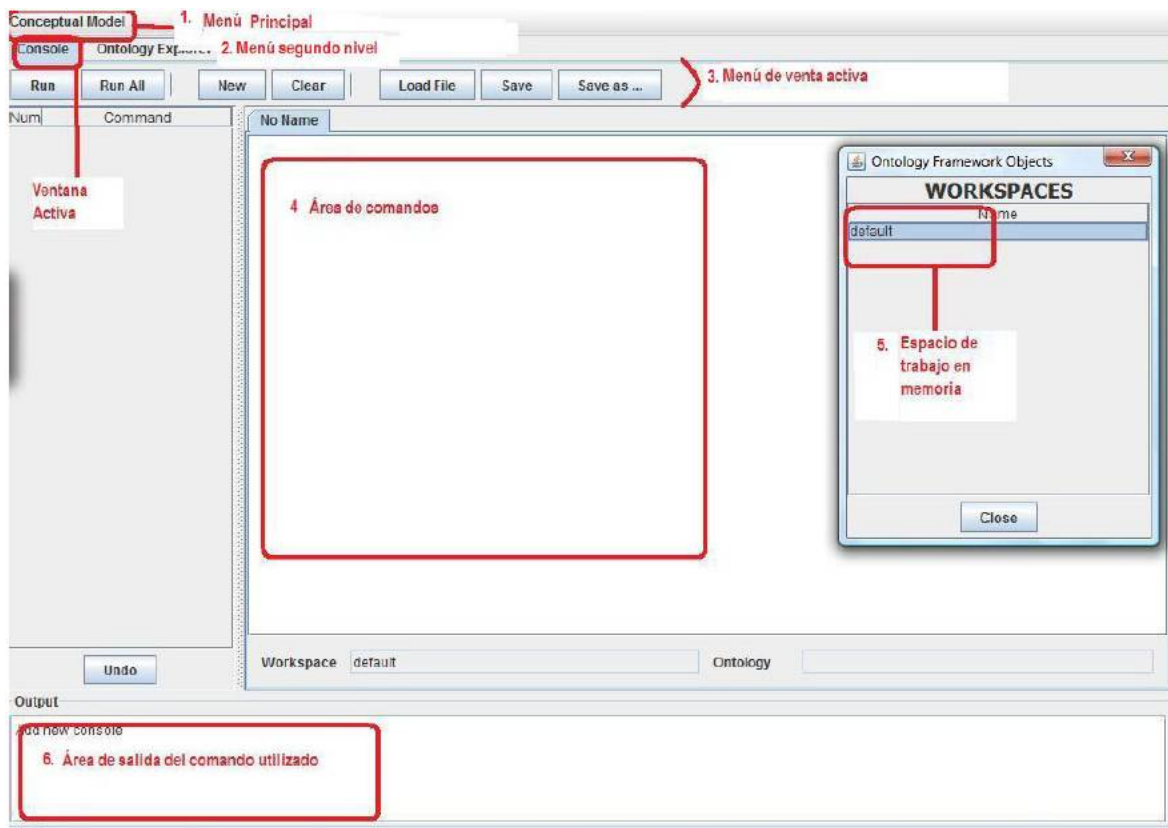 Conceptual Model
1. Menú Principal
Console
Ontology
2. Menú segundo nivel
Run
Run All
New
Clear
Load File
Save
Save as ...
3. Menú de venta activa
Num
Command
No Name
Ventana
Activa
4 Área de comandos
Ontology Framework Objects
WORKSPACES
Name
default
5. Espacio de
trabajo en
memoria
Close
Undo
Workspace
default
Ontology
Output
Add new console
6. Área de salida del comando utilizado